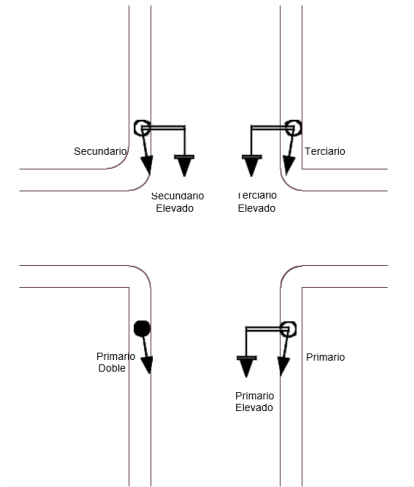 Secundario
Terciario
Secundario
Elevado
Terciario
Elevado
Primario
Doble
Primario
Primario
Elevado